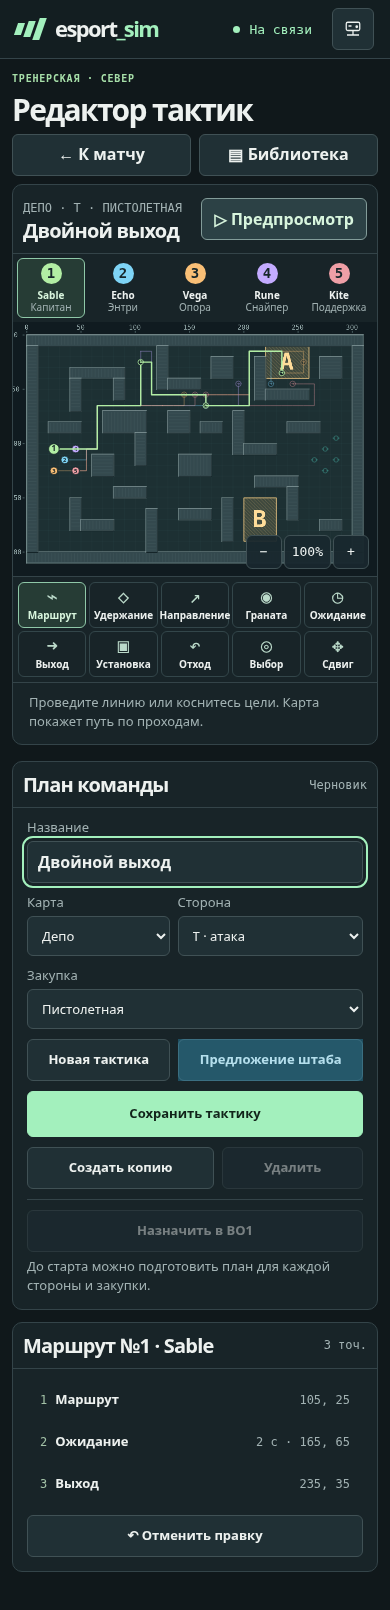 esport_sim
На связи
ТРЕНЕРСКАЯ · СЕВЕР
Редактор тактик
← К матчу
▤ Библиотека
ДЕПО · Т · ПИСТОЛЕТНАЯ
Двойной выход
▷ Предпросмотр
1 2 3 4 5
Sable Echo Vega Rune Kite
Капитан Энтри Опора Снайпер Поддержка
0 50 100 150 200 250 300
A
1
2
3
B
− 100% +
Маршрут Удержание Направление Граната Ожидание
Выход Установка Отход Выбор Сдвиг
Проведите линию или коснитесь цели. Карта
покажет путь по проходам.
План команды
Черновик
Название
Двойной выход
Карта Сторона
Депо Т · атака
Закупка
Пистолетная
Новая тактика Предложение штаба
Сохранить тактику
Создать копию Удалить
Назначить в BO1
До старта можно подготовить план для каждой
стороны и закупки.
Маршрут №1 · Sable
3 точ.
1 Маршрут 105, 25
2 Ожидание 2 с · 165, 65
3 Выход 235, 35
↶ Отменить правку